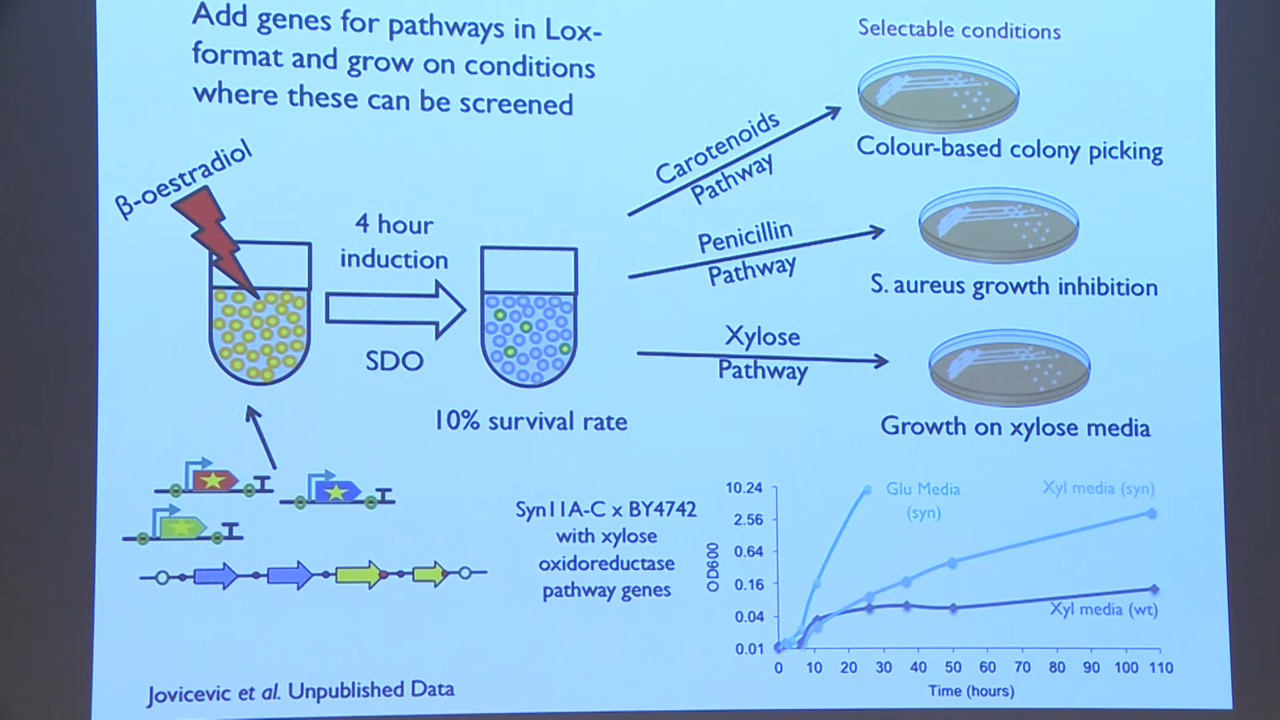 Add genes for pathways in Lox-
format and grow on conditions
where these can be screened
β-oestradiol
4 hour
induction
SDO
10% survival rate
Carotenoids
Pathway
Penicillin
Pathway
Xylose
Pathway
Selectable conditions
Colour-based colony picking
S. aureus growth inhibition
Growth on xylose media
Syn11A-C x BY4742
with xylose
oxidoreductase
pathway genes
OD600
10.24
2.56
0.64
0.16
0.04
0.01
Glu Media
(syn)
Xyl media (syn)
Xyl media (wt)
0 10 20 30 40 50 60 70 80 90 100 110
Time (hours)
Jovicevic et al. Unpublished Data